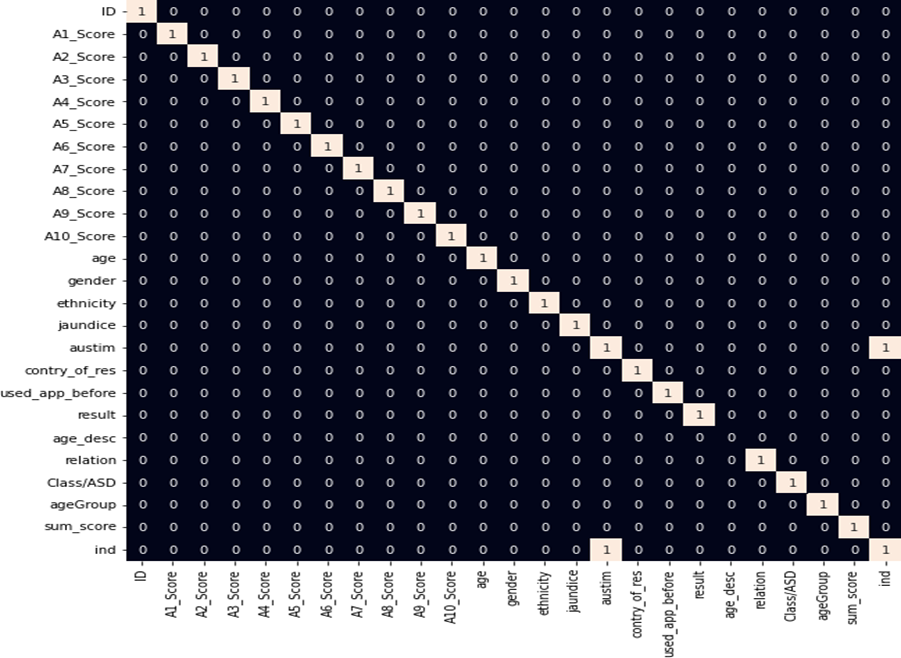 ID 1 0 0 0 0 0 0 0 0 0 0 0 0 0 0 0 0 0 0 0 0 0 0 0 0
A1_Score 0 1 0 0 0 0 0 0 0 0 0 0 0 0 0 0 0 0 0 0 0 0 0 0 0
A2_Score 0 0 1 0 0 0 0 0 0 0 0 0 0 0 0 0 0 0 0 0 0 0 0 0 0
A3_Score 0 0 0 1 0 0 0 0 0 0 0 0 0 0 0 0 0 0 0 0 0 0 0 0 0
A4_Score 0 0 0 0 1 0 0 0 0 0 0 0 0 0 0 0 0 0 0 0 0 0 0 0 0
A5_Score 0 0 0 0 0 1 0 0 0 0 0 0 0 0 0 0 0 0 0 0 0 0 0 0 0
A6_Score 0 0 0 0 0 0 1 0 0 0 0 0 0 0 0 0 0 0 0 0 0 0 0 0 0
A7_Score 0 0 0 0 0 0 0 1 0 0 0 0 0 0 0 0 0 0 0 0 0 0 0 0 0
A8_Score 0 0 0 0 0 0 0 0 1 0 0 0 0 0 0 0 0 0 0 0 0 0 0 0 0
A9_Score 0 0 0 0 0 0 0 0 0 1 0 0 0 0 0 0 0 0 0 0 0 0 0 0 0
A10_Score 0 0 0 0 0 0 0 0 0 0 1 0 0 0 0 0 0 0 0 0 0 0 0 0 0
age 0 0 0 0 0 0 0 0 0 0 0 1 0 0 0 0 0 0 0 0 0 0 0 0 0
gender 0 0 0 0 0 0 0 0 0 0 0 0 1 0 0 0 0 0 0 0 0 0 0 0 0
ethnicity 0 0 0 0 0 0 0 0 0 0 0 0 0 1 0 0 0 0 0 0 0 0 0 0 0
jaundice 0 0 0 0 0 0 0 0 0 0 0 0 0 0 1 0 0 0 0 0 0 0 0 0 0
austim 0 0 0 0 0 0 0 0 0 0 0 0 0 0 0 1 0 0 0 0 0 0 0 0 1
contry_of_res 0 0 0 0 0 0 0 0 0 0 0 0 0 0 0 0 1 0 0 0 0 0 0 0 0
used_app_before 0 0 0 0 0 0 0 0 0 0 0 0 0 0 0 0 0 1 0 0 0 0 0 0 0
result 0 0 0 0 0 0 0 0 0 0 0 0 0 0 0 0 0 0 1 0 0 0 0 0 0
age_desc 0 0 0 0 0 0 0 0 0 0 0 0 0 0 0 0 0 0 0 0 0 0 0 0 0
relation 0 0 0 0 0 0 0 0 0 0 0 0 0 0 0 0 0 0 0 0 1 0 0 0 0
Class/ASD 0 0 0 0 0 0 0 0 0 0 0 0 0 0 0 0 0 0 0 0 0 1 0 0 0
ageGroup 0 0 0 0 0 0 0 0 0 0 0 0 0 0 0 0 0 0 0 0 0 0 1 0 0
sum_score 0 0 0 0 0 0 0 0 0 0 0 0 0 0 0 0 0 0 0 0 0 0 0 1 0
ind 0 0 0 0 0 0 0 0 0 0 0 0 0 0 0 1 0 0 0 0 0 0 0 0 1
ID
A1_Score
A2_Score
A3_Score
A4_Score
A5_Score
A6_Score
A7_Score
A8_Score
A9_Score
A10_Score
age
gender
ethnicity
jaundice
austim
contry_of_res
used_app_before
result
age_desc
relation
Class/ASD
ageGroup
sum_score
ind